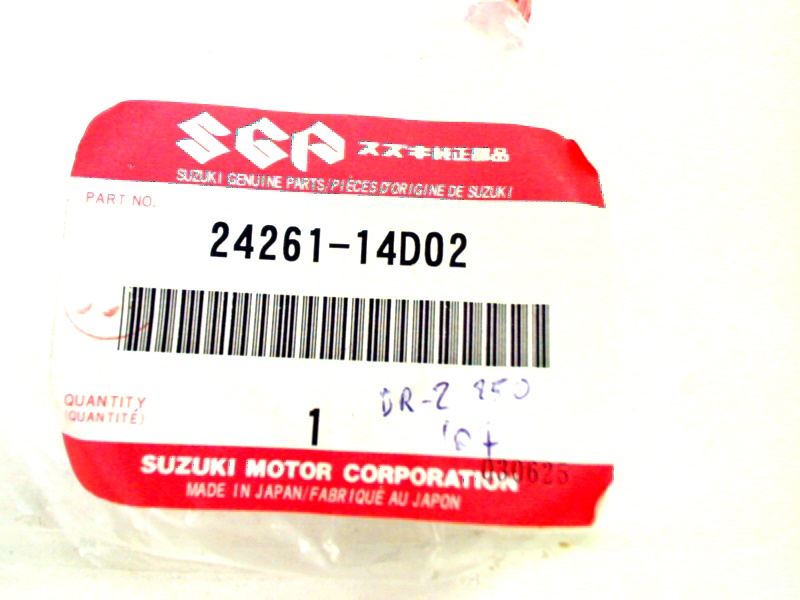 SGP スズキ純正部品
SUZUKI GENUINE PARTS/PIÈCES D'ORIGINE DE SUZUKI
PART NO.
24261-14D02
QUANTITY
(QUANTITÉ)
1
DR-Z 250
SUZUKI MOTOR CORPORATION
030625
MADE IN JAPAN/FABRIQUÉ AU JAPON